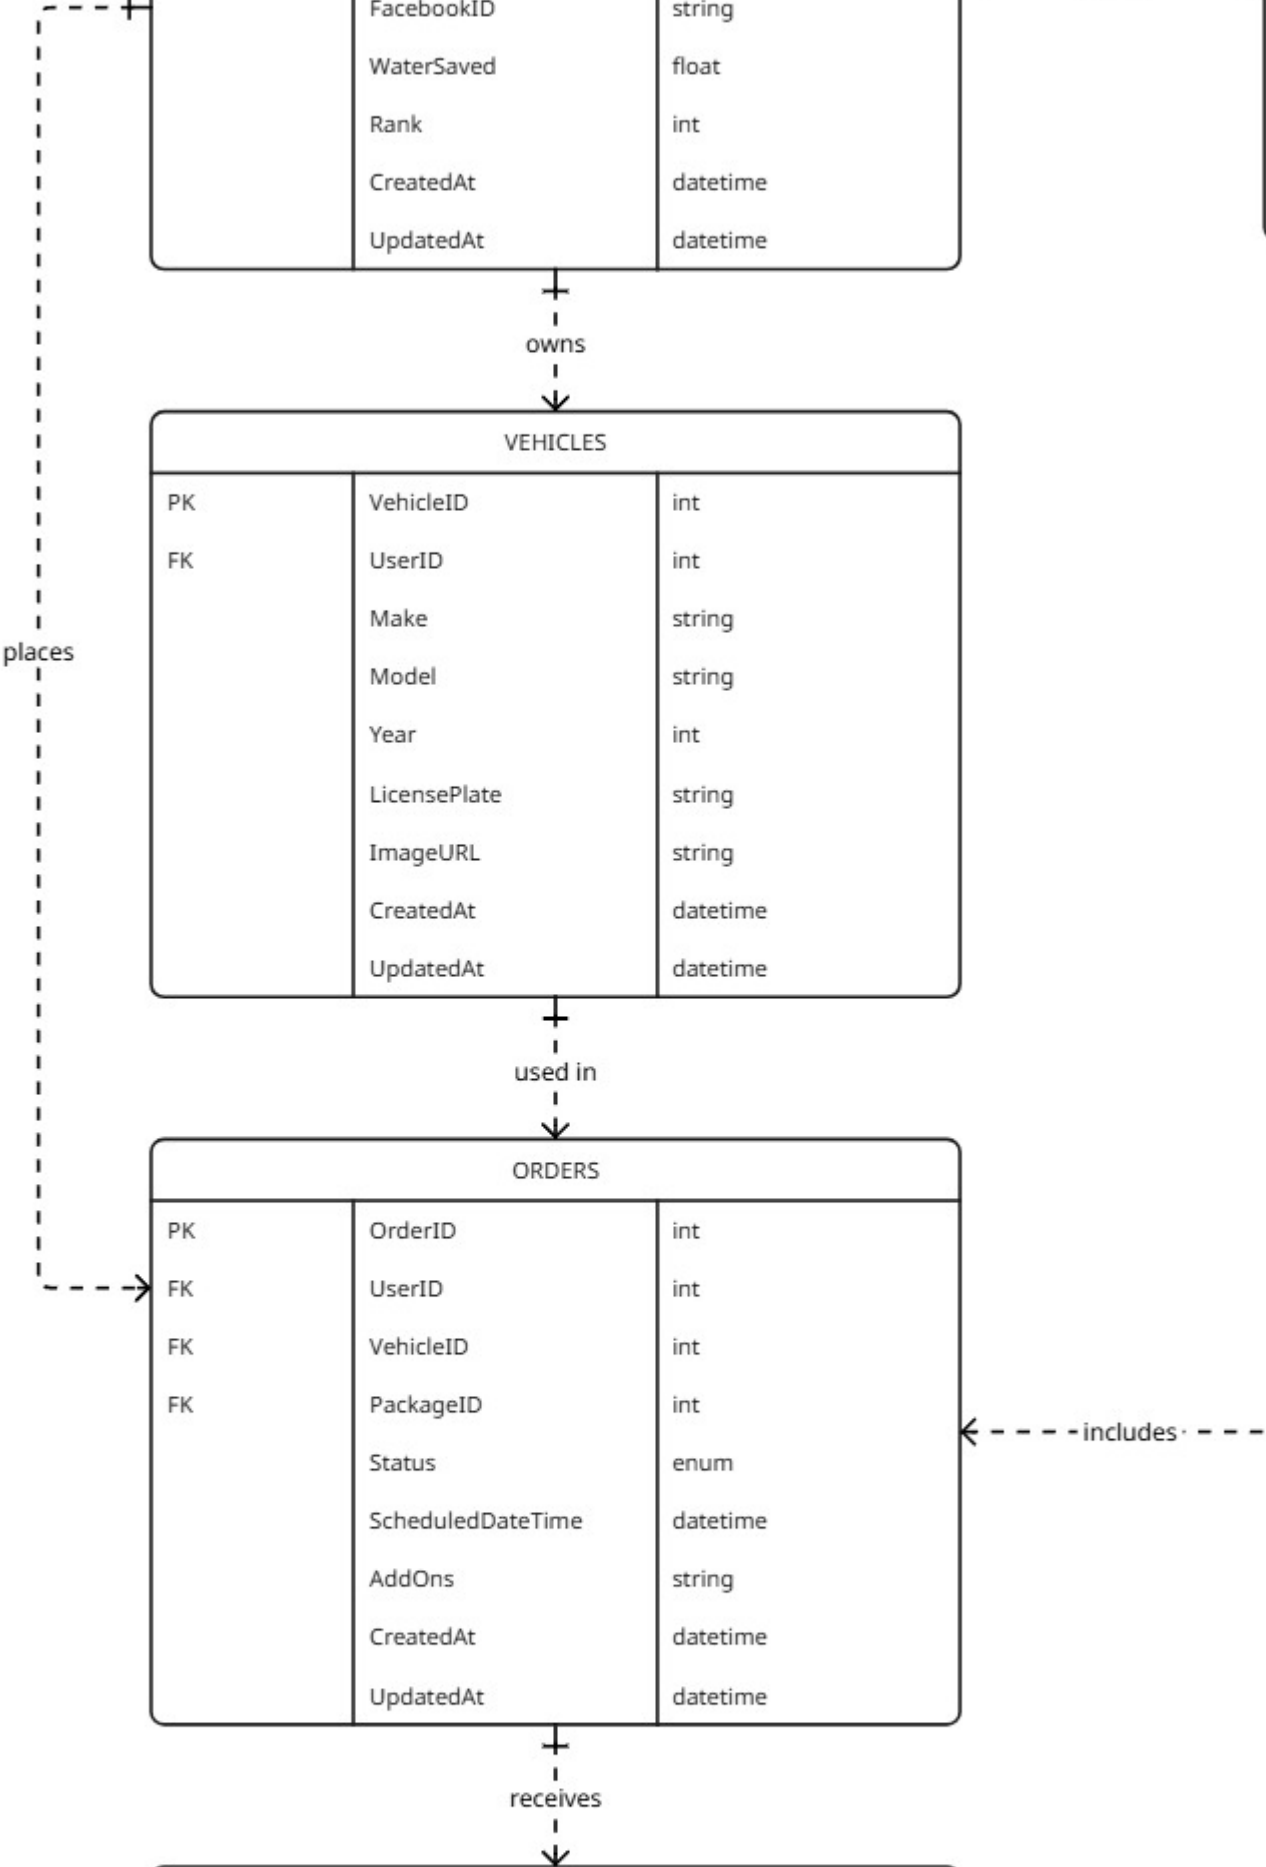 FacebookID string
WaterSaved float
Rank int
CreatedAt datetime
UpdatedAt datetime
owns
VEHICLES
PK VehicleID int
FK UserID int
Make string
places
Model string
Year int
LicensePlate string
ImageURL string
CreatedAt datetime
UpdatedAt datetime
used in
ORDERS
PK OrderID int
FK UserID int
FK VehicleID int
FK PackageID int
includes
Status enum
ScheduledDateTime datetime
AddOns string
CreatedAt datetime
UpdatedAt datetime
receives